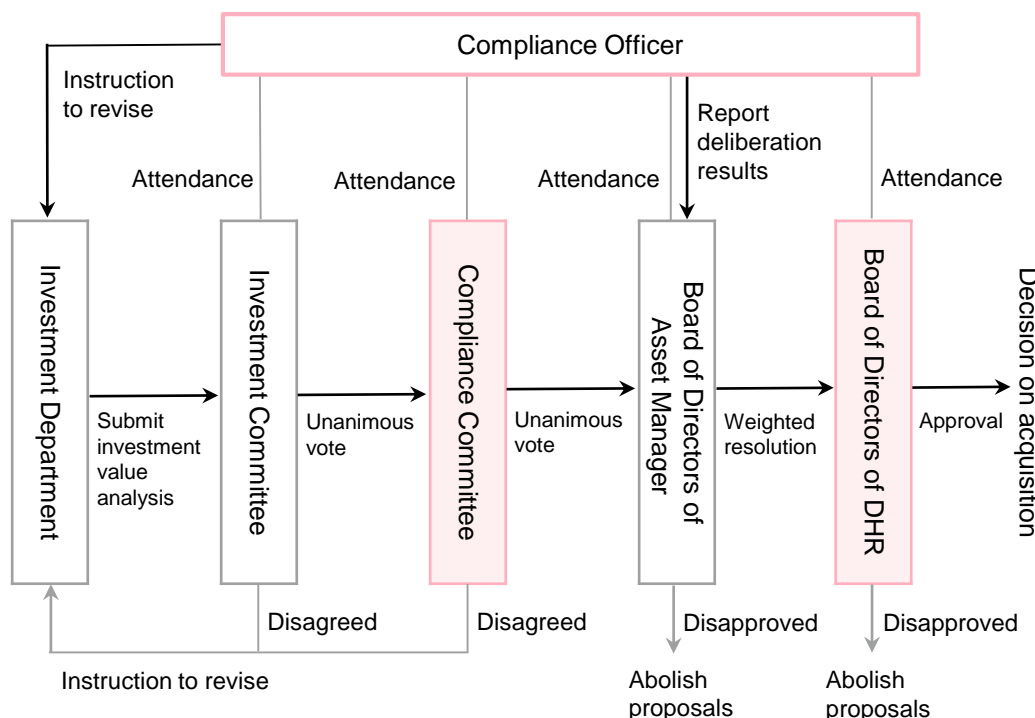 Compliance Officer
Instruction
to revise
Report
deliberation
results
Attendance
Attendance
Attendance
Attendance
Investment Department
Investment Committee
Compliance Committee
Board of Directors of
Asset Manager
Board of Directors of DHR
Decision on acquisition
Submit
investment
value
analysis
Unanimous
vote
Unanimous
vote
Weighted
resolution
Approval
Disagreed
Disagreed
Disapproved
Disapproved
Instruction to revise
Abolish
proposals
Abolish
proposals